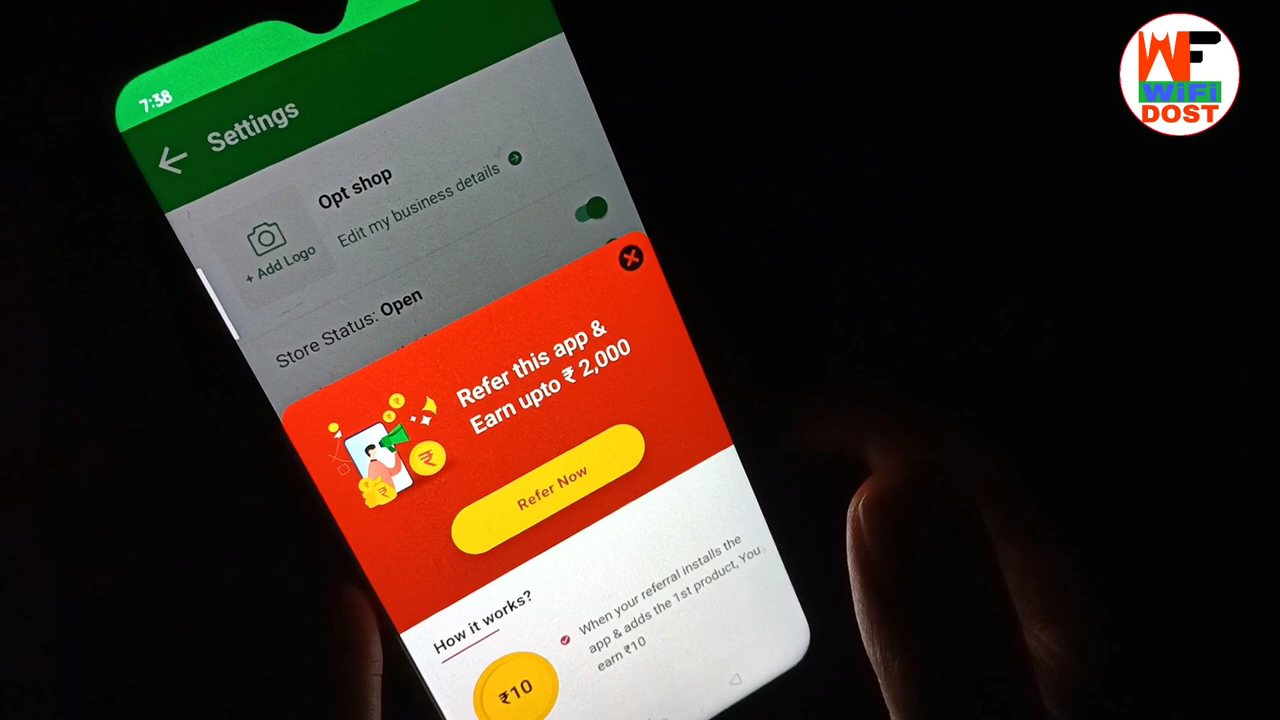 7:38
Settings
Opt shop
Edit my business details
+ Add Logo
Store Status: Open
Refer this app &
Earn upto ₹ 2,000
Refer Now
How it works?
When your referral installs the
app & adds the 1st product, You
earn ₹10
₹10
WF
WiFi
DOST